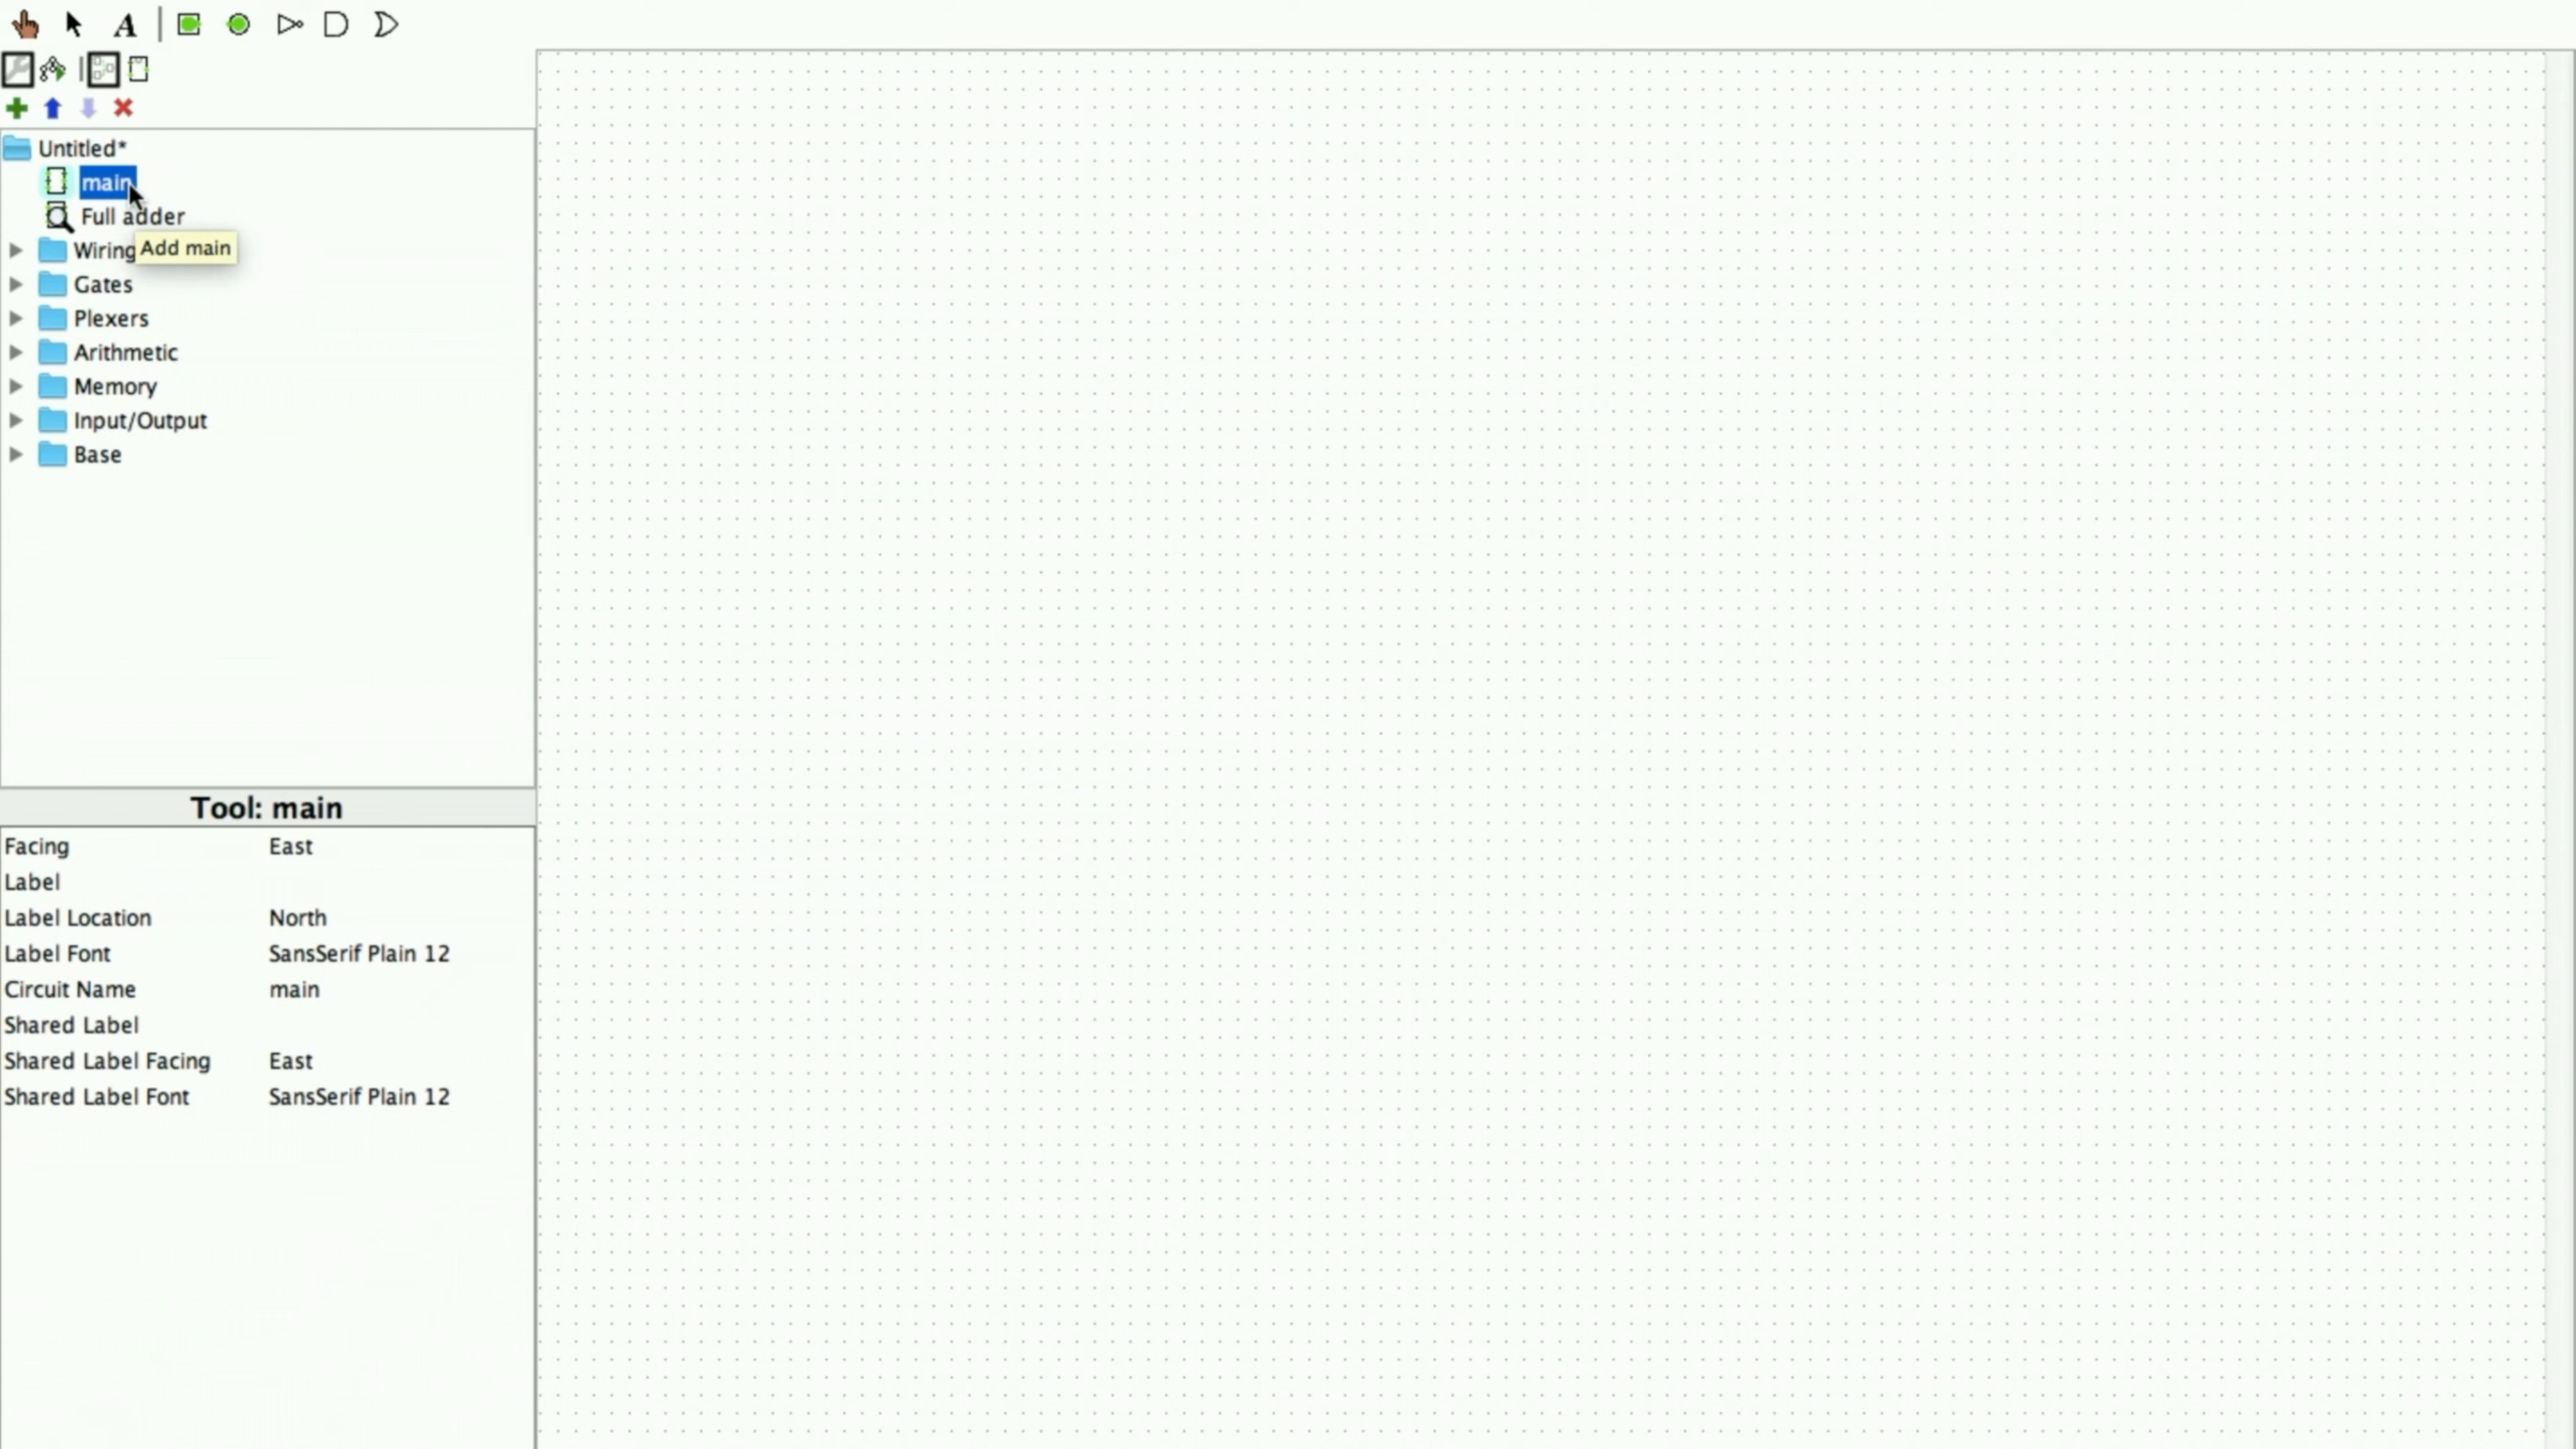 A
Untitled*
main
Full adder
Wiring
Add main
Gates
Plexers
Arithmetic
Memory
Input/Output
Base
Tool: main
Facing East
Label
Label Location North
Label Font SansSerif Plain 12
Circuit Name main
Shared Label
Shared Label Facing East
Shared Label Font SansSerif Plain 12